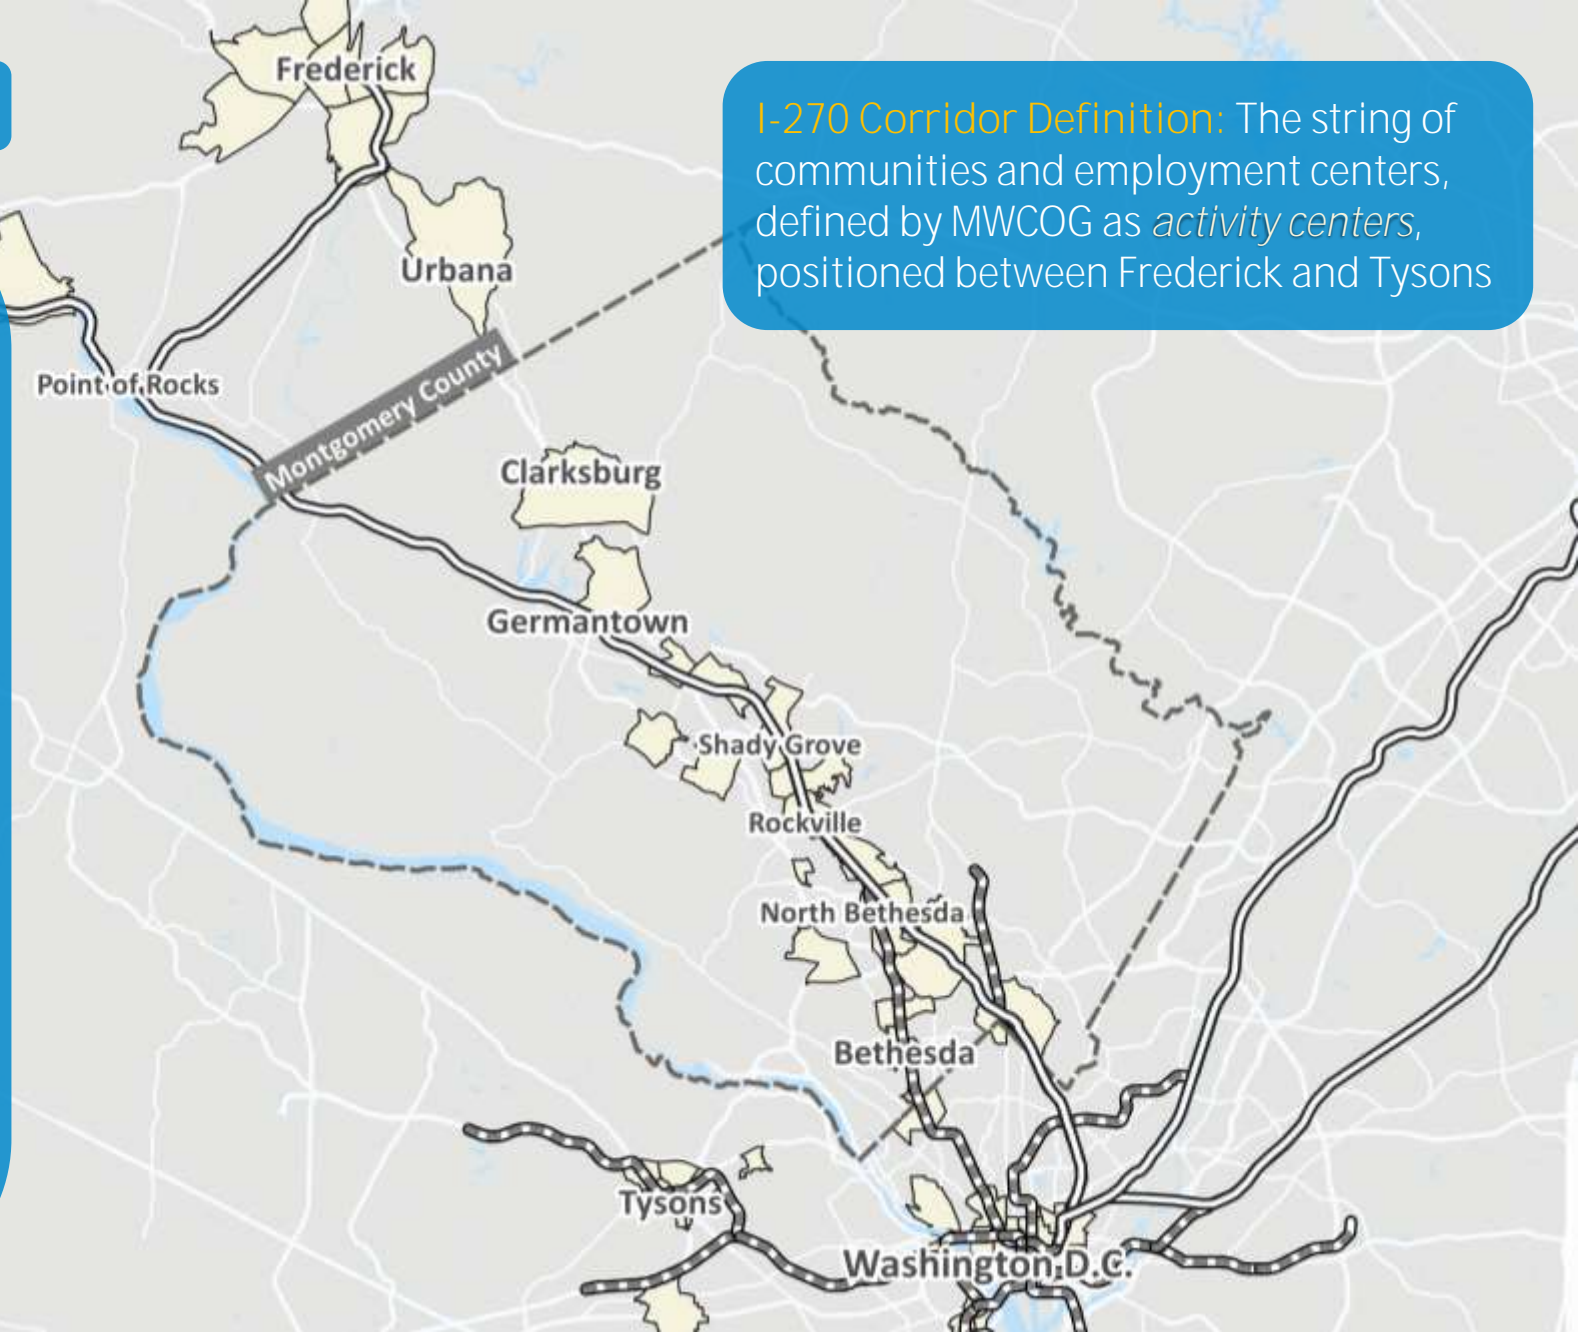 Frederick
I-270 Corridor Definition: The string of
communities and employment centers,
defined by MWCOG as activity centers,
positioned between Frederick and Tysons
Urbana
Montgomery County
Point of Rocks
Clarksburg
Germantown
Shady Grove
Rockville
North Bethesda
Bethesda
Tysons
Washington D.C.